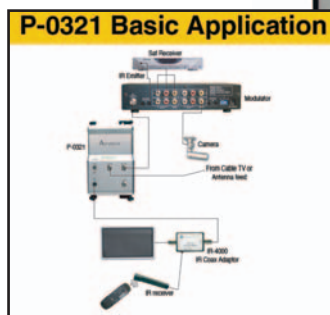 P-0321 Basic Application
Sat Receiver
IR Emitter
Modulator
Camera
P-0321
From Cable TV or
Antenna feed
IR-4000
IR Coax Adaptor
IR receiver